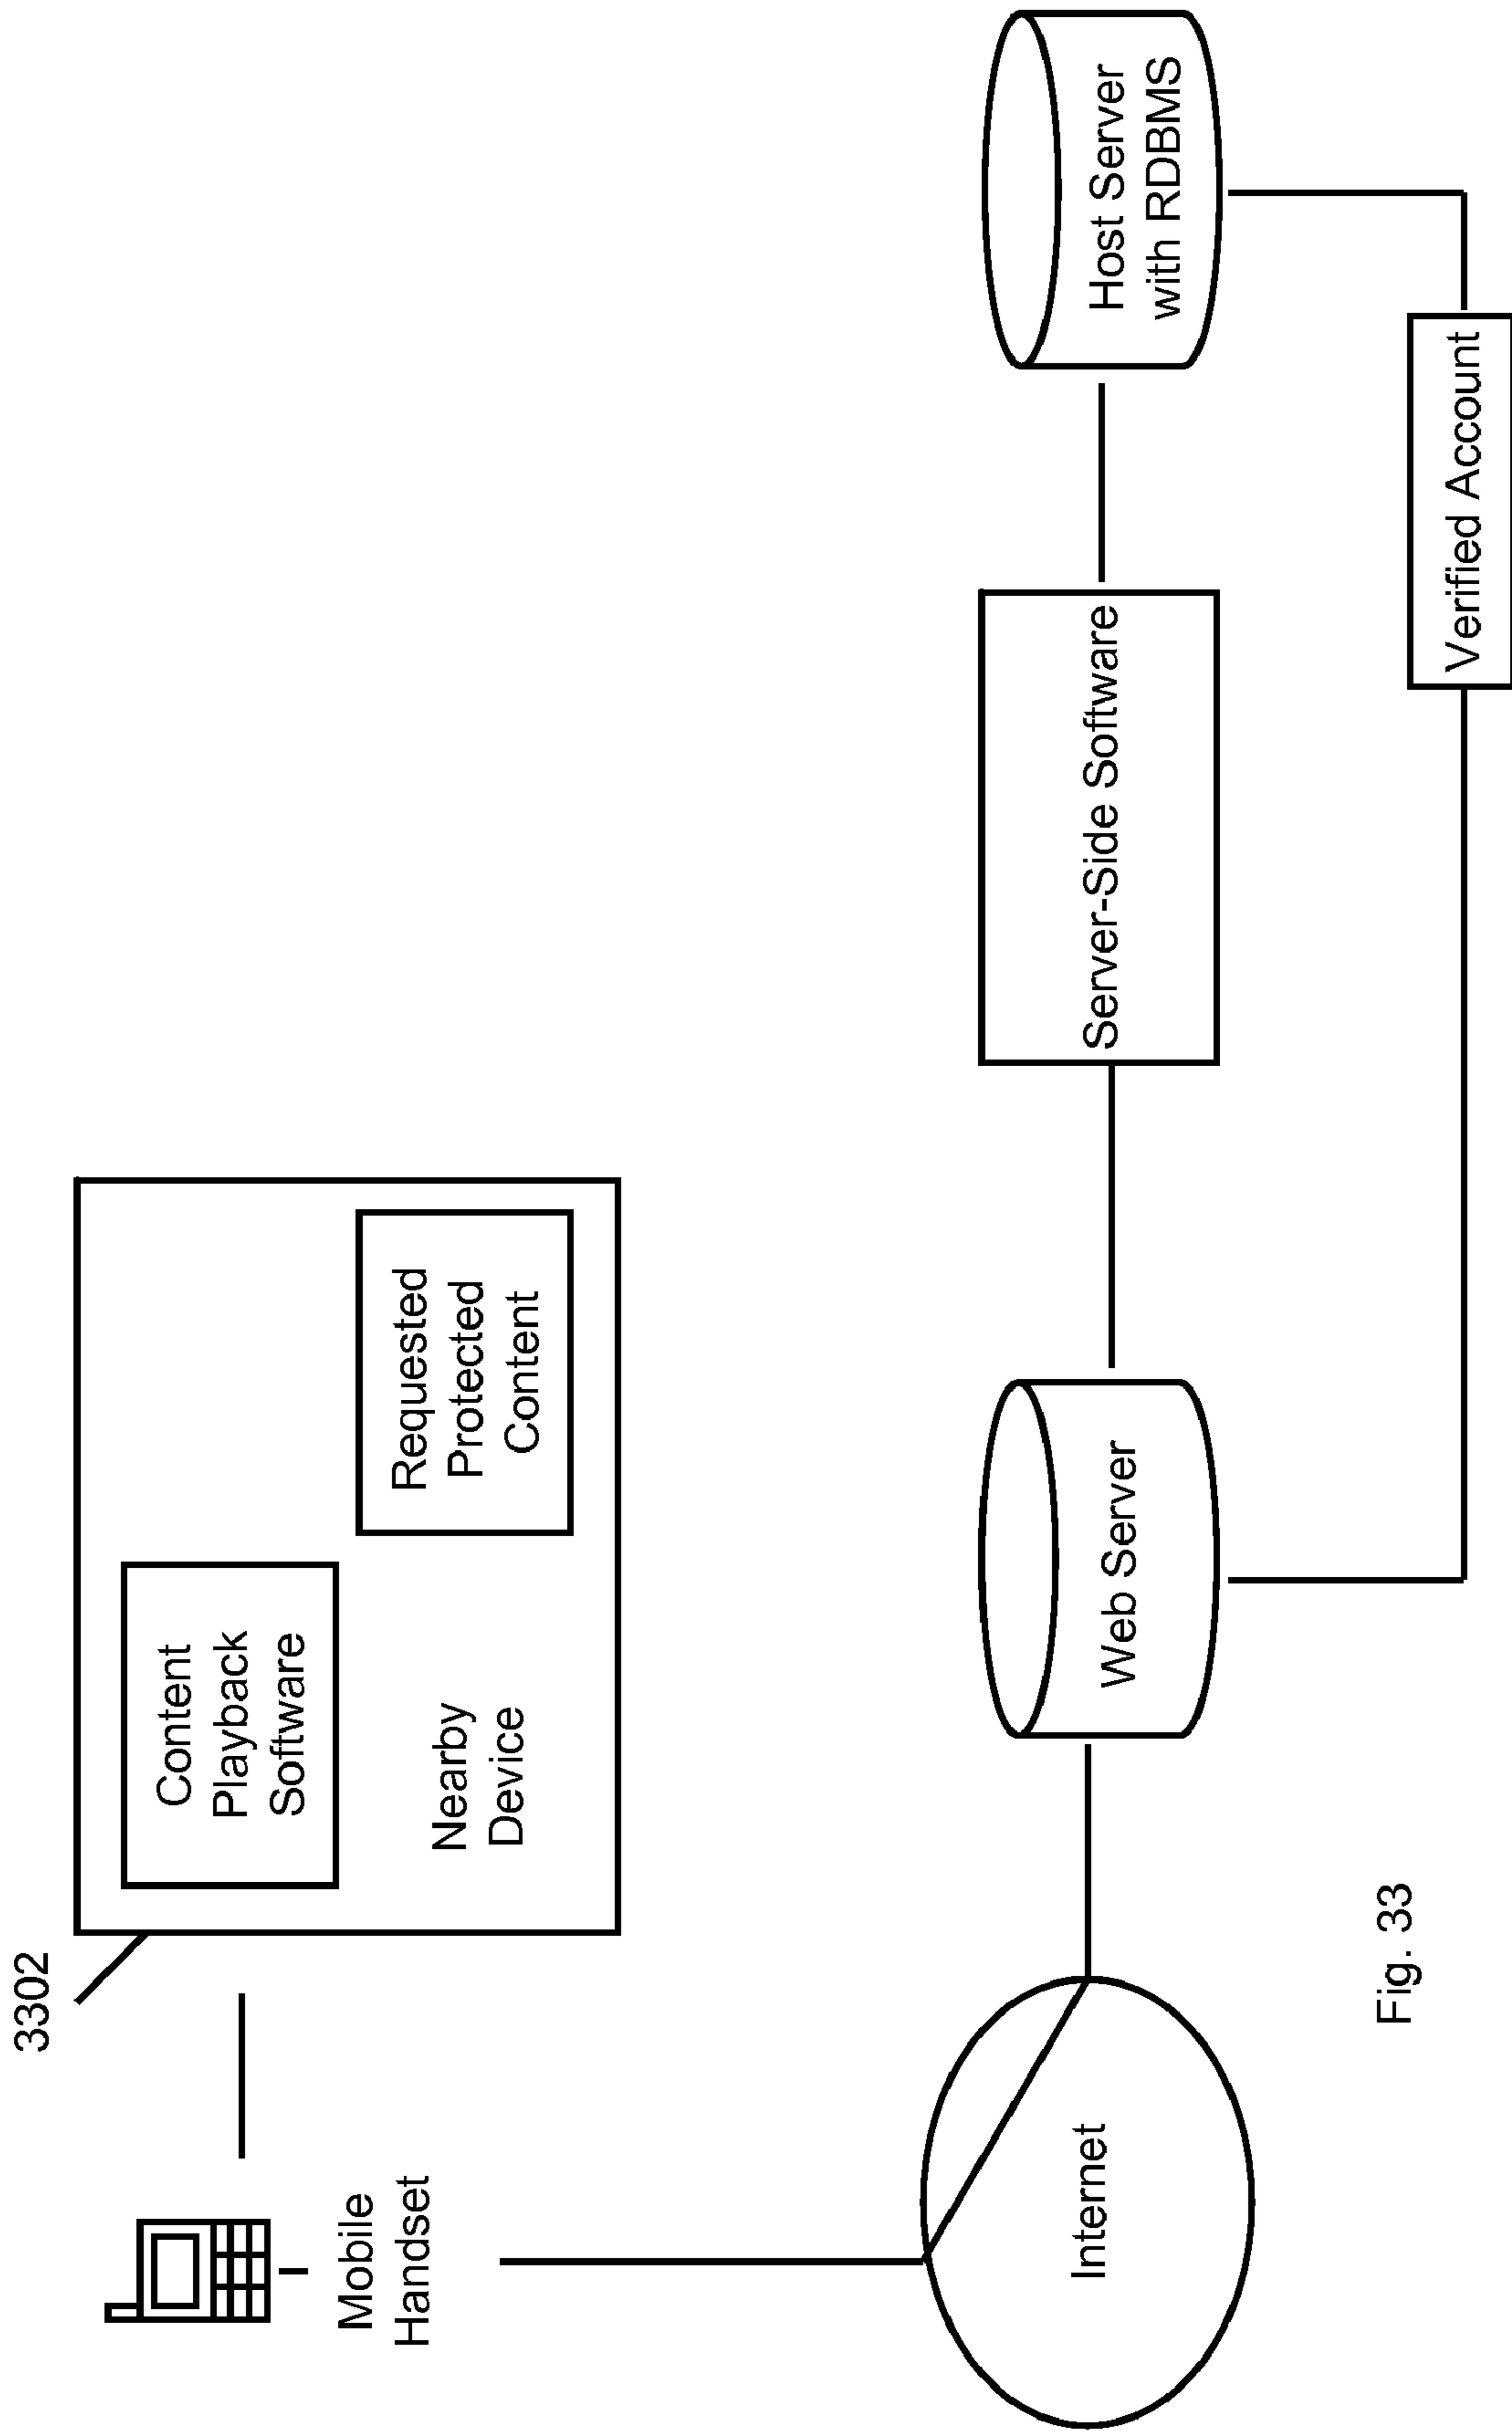 3302
Content
Playback
Software
Requested
Protected
Content
Nearby
Device
Mobile
Handset
Internet
Web Server
Server-Side Software
Host Server
with RDBMS
Verified Account
Fig. 33